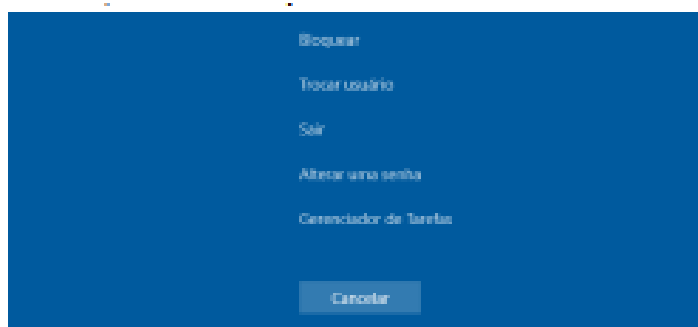 Bloquear
Trocar usuário
Sair
Alterar uma senha
Gerenciador de Tarefas
Cancelar